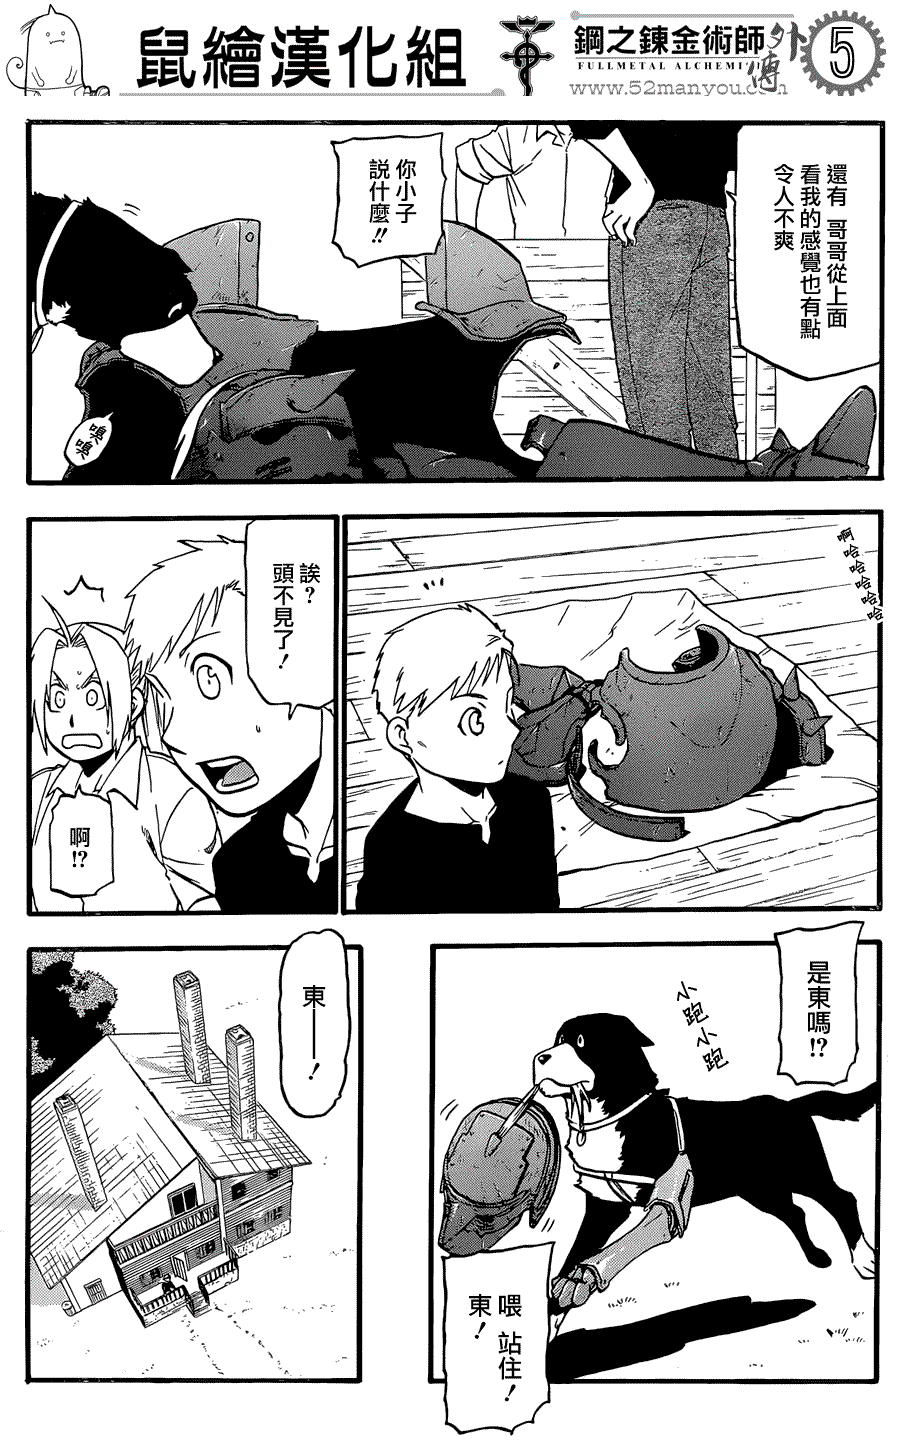 鼠繪漢化組
鋼之鍊金術師
外傳
FULLMETAL ALCHEMIST
www.52manyou.com
5
還有 哥哥從上面
看我的感覺也有點
令人不爽
你小子
說什麼!!
嗅
嗅
啊哈哈哈哈哈
誒?
頭不見了!
啊!?
是東嗎!?
小跑小跑
喂 站住!
東!
東——!